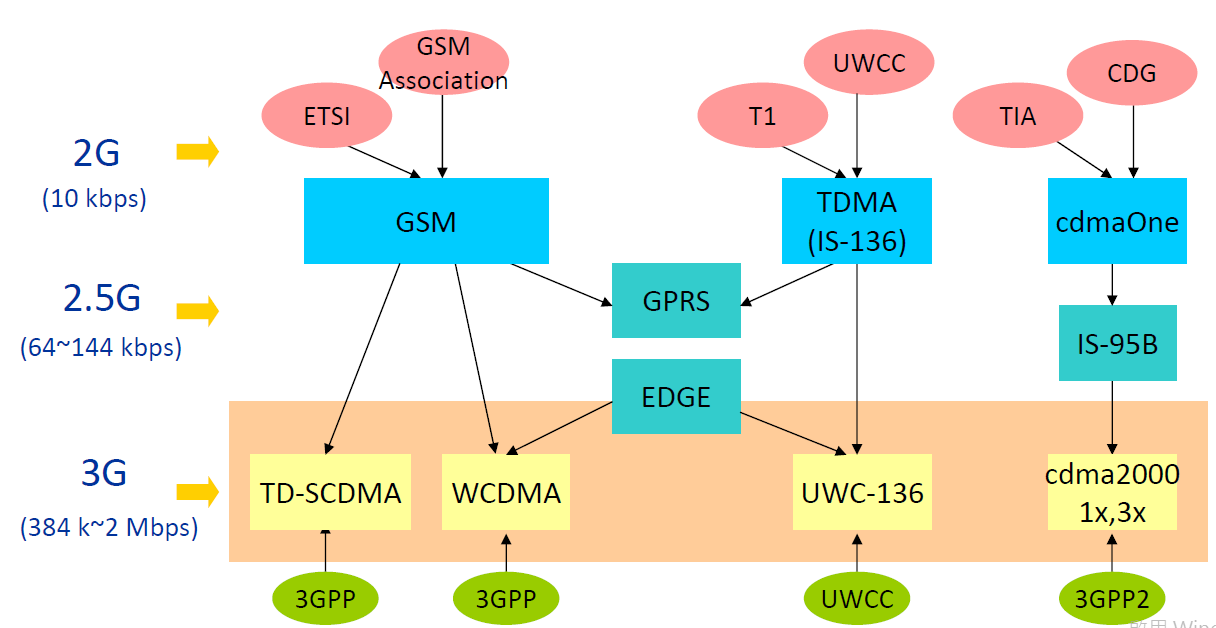 GSM
Association
UWCC
CDG
ETSI
T1
TIA
2G
(10 kbps)
GSM
TDMA
(IS-136)
cdmaOne
2.5G
(64~144 kbps)
GPRS
IS-95B
EDGE
3G
(384 k~2 Mbps)
TD-SCDMA
WCDMA
UWC-136
cdma2000
1x,3x
3GPP
3GPP
UWCC
3GPP2